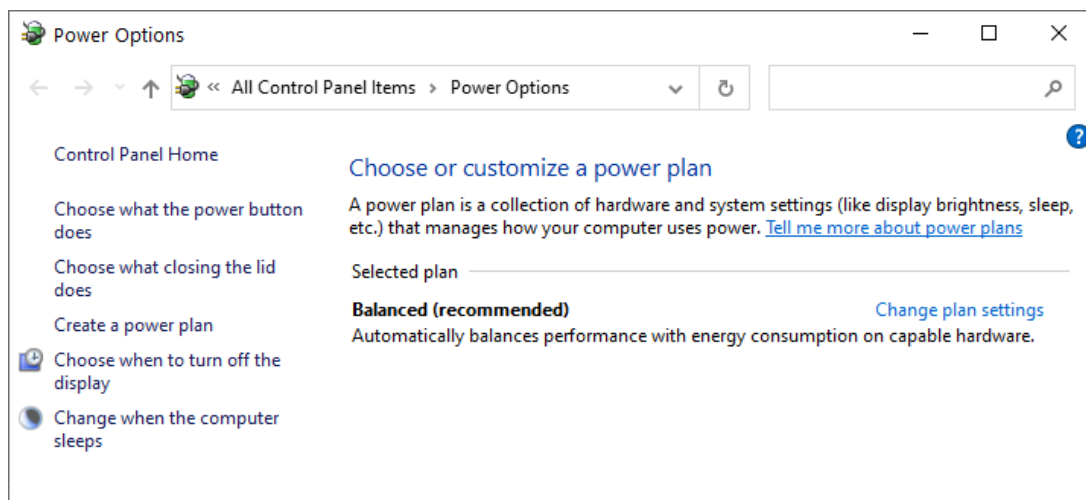 Power Options
« All Control Panel Items > Power Options
Control Panel Home
Choose what the power button
does
Choose what closing the lid
does
Create a power plan
Choose when to turn off the
display
Change when the computer
sleeps
?
Choose or customize a power plan
A power plan is a collection of hardware and system settings (like display brightness, sleep,
etc.) that manages how your computer uses power. Tell me more about power plans
Selected plan
Balanced (recommended) Change plan settings
Automatically balances performance with energy consumption on capable hardware.